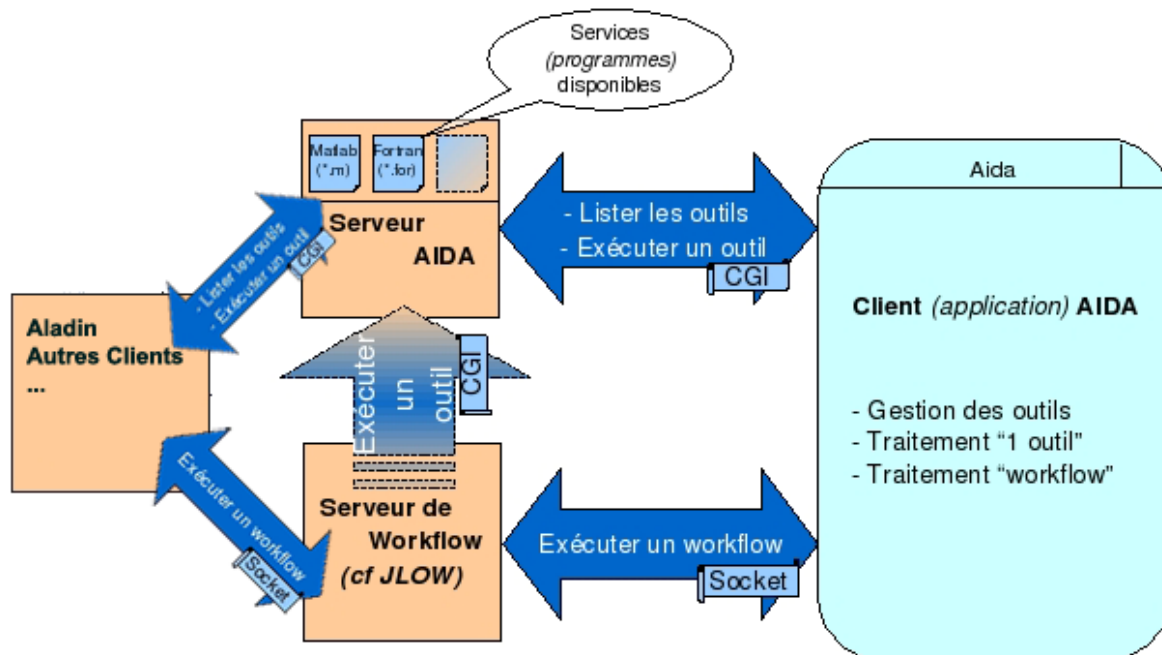 Services
(programmes)
disponibles
Matlab
(*.m)
Fortran
(*.for)
Serveur
AIDA
- Lister les outils
- Exécuter un outil
CGI
- Lister les outils
- Exécuter un outil
CGI
Aida
Client (application) AIDA
- Gestion des outils
- Traitement “1 outil”
- Traitement “workflow”
Aladin
Autres Clients
...
Exécuter
un
outil
CGI
Exécuter un workflow
Socket
Serveur de
Workflow
(cf JLOW)
Exécuter un workflow
Socket